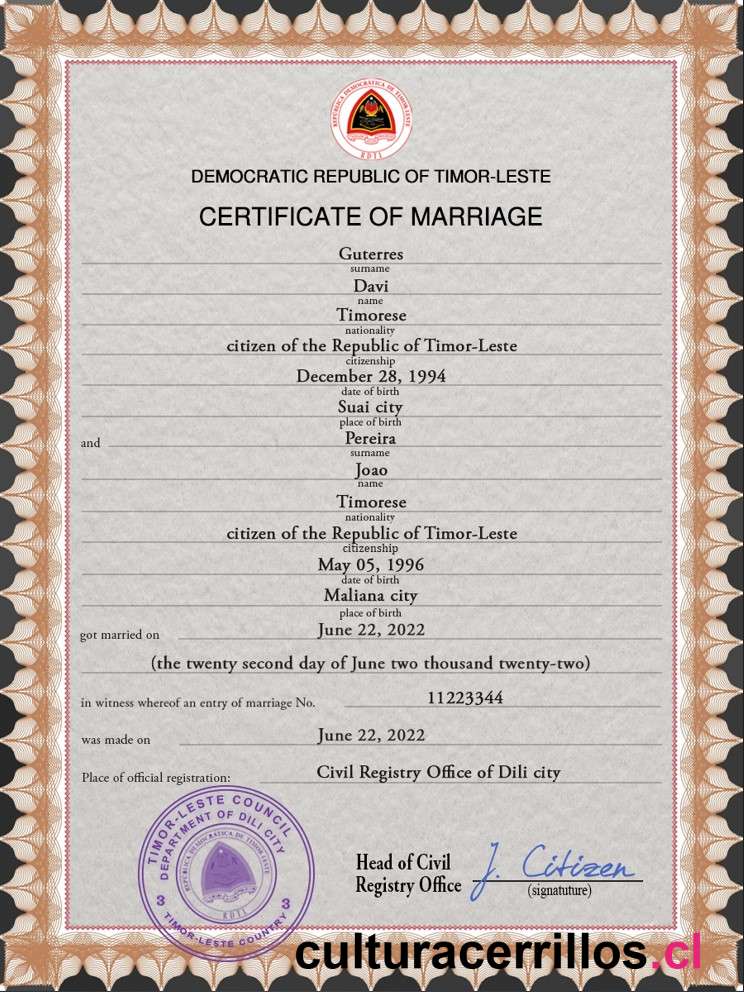 REPÚBLICA DEMOCRÁTICA DE TIMOR-LESTE
RDTL
DEMOCRATIC REPUBLIC OF TIMOR-LESTE
CERTIFICATE OF MARRIAGE
Guterres
surname
Davi
name
Timorese
nationality
citizen of the Republic of Timor-Leste
citizenship
December 28, 1994
date of birth
Suai city
place of birth
and Pereira
surname
Joao
name
Timorese
nationality
citizen of the Republic of Timor-Leste
citizenship
May 05, 1996
date of birth
Maliana city
place of birth
got married on June 22, 2022
(the twenty second day of June two thousand twenty-two)
in witness whereof an entry of marriage No. 11223344
was made on June 22, 2022
Place of official registration: Civil Registry Office of Dili city
TIMOR-LESTE COUNCIL
DEPARTMENT OF DILI CITY
REPÚBLICA DEMOCRÁTICA DE TIMOR-LESTE
RDTL
3 3
TIMOR-LESTE COUNTRY
Head of Civil
Registry Office
J. Citizen
(signatuture)
culturacerrillos.cl